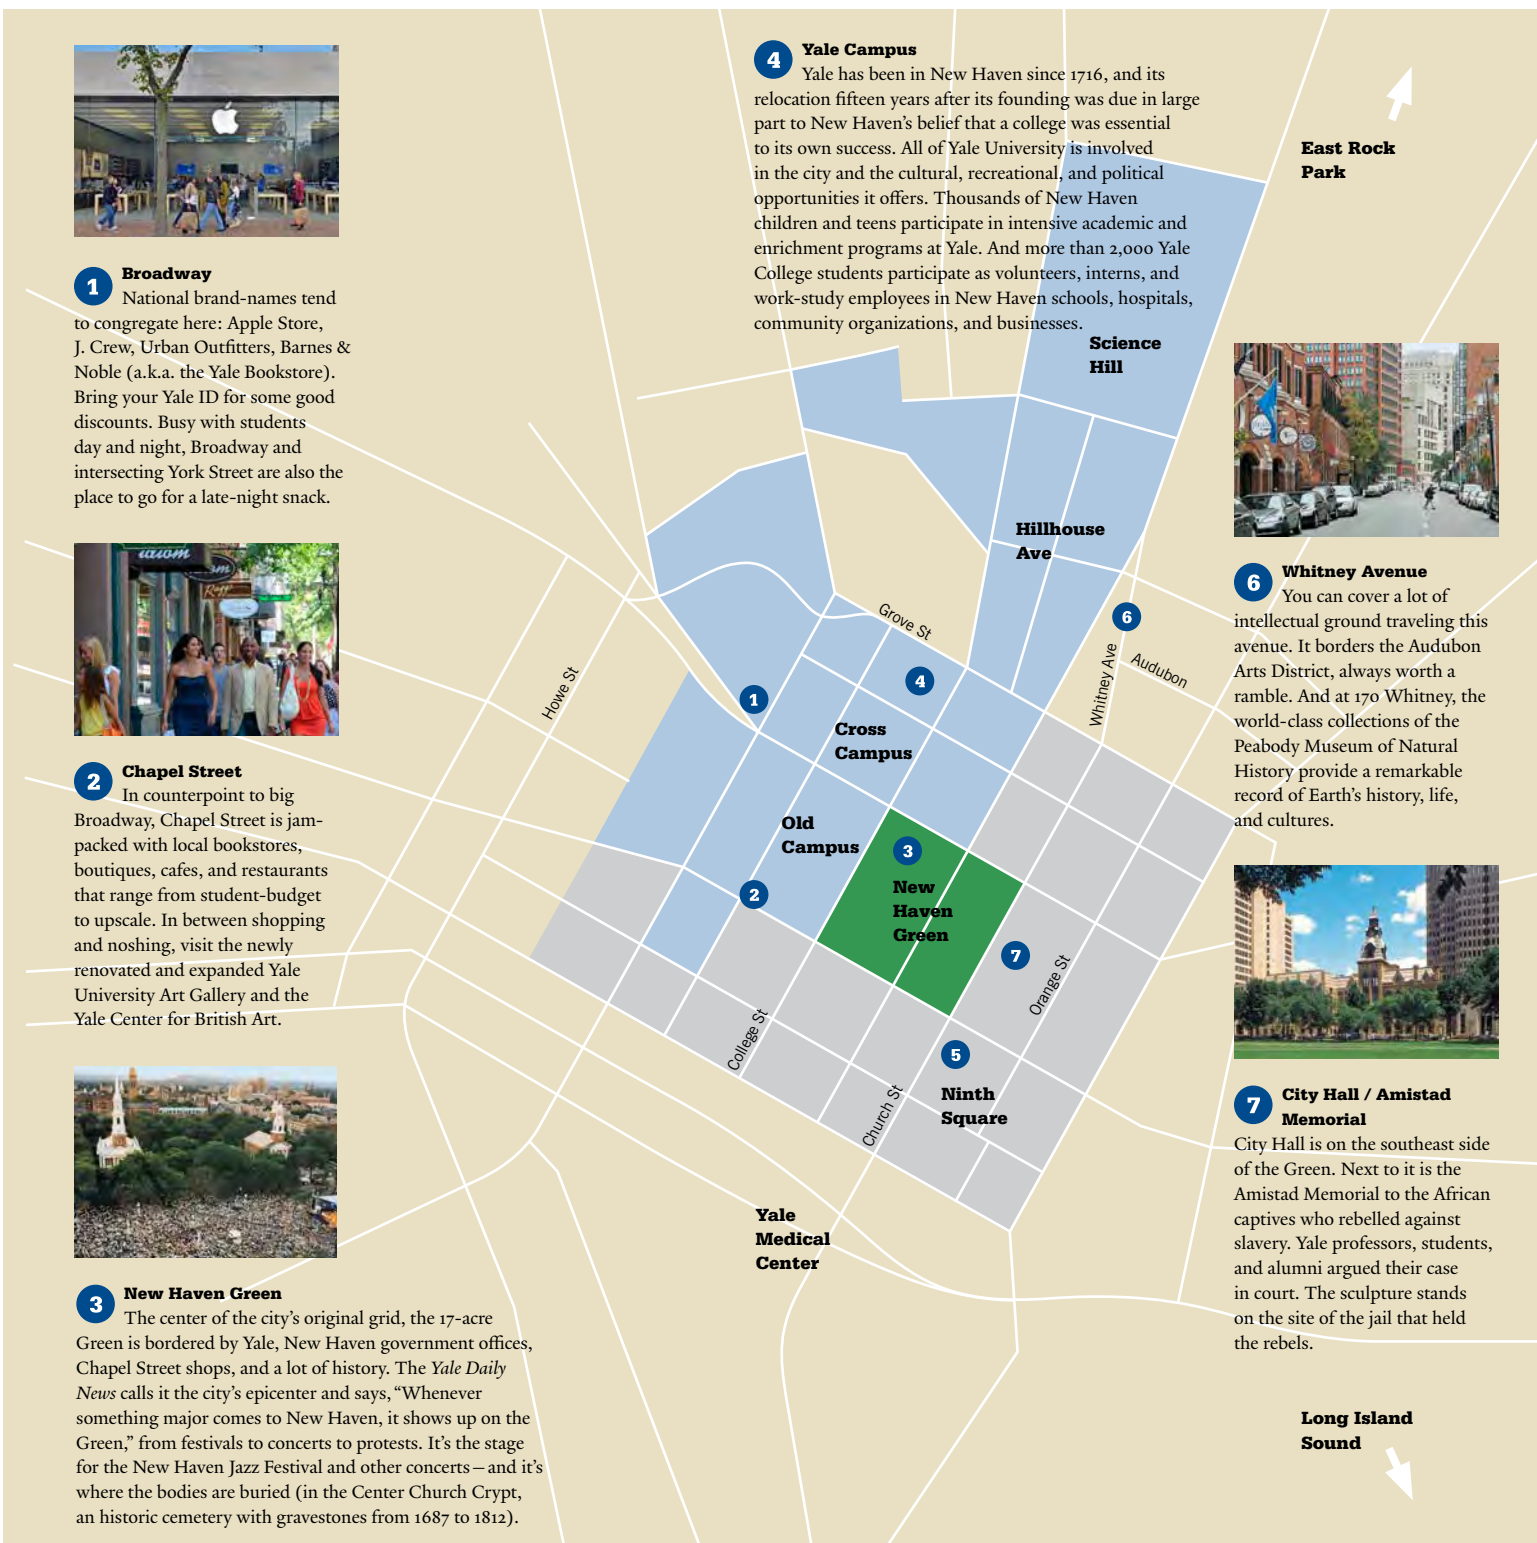 4
Yale Campus
Yale has been in New Haven since 1716, and its
relocation fifteen years after its founding was due in large
part to New Haven’s belief that a college was essential
to its own success. All of Yale University is involved
in the city and the cultural, recreational, and political
opportunities it offers. Thousands of New Haven
children and teens participate in intensive academic and
enrichment programs at Yale. And more than 2,000 Yale
College students participate as volunteers, interns, and
work-study employees in New Haven schools, hospitals,
community organizations, and businesses.
East Rock
Park
1
Broadway
National brand-names tend
to congregate here: Apple Store,
J. Crew, Urban Outfitters, Barnes &
Noble (a.k.a. the Yale Bookstore).
Bring your Yale ID for some good
discounts. Busy with students
day and night, Broadway and
intersecting York Street are also the
place to go for a late-night snack.
2
Chapel Street
In counterpoint to big
Broadway, Chapel Street is jam-
packed with local bookstores,
boutiques, cafes, and restaurants
that range from student-budget
to upscale. In between shopping
and noshing, visit the newly
renovated and expanded Yale
University Art Gallery and the
Yale Center for British Art.
3
New Haven Green
The center of the city’s original grid, the 17-acre
Green is bordered by Yale, New Haven government offices,
Chapel Street shops, and a lot of history. The Yale Daily
News calls it the city’s epicenter and says, “Whenever
something major comes to New Haven, it shows up on the
Green,” from festivals to concerts to protests. It’s the stage
for the New Haven Jazz Festival and other concerts – and it’s
where the bodies are buried (in the Center Church Crypt,
an historic cemetery with gravestones from 1687 to 1812).
Science
Hill
Hillhouse
Ave
Grove St
6
Whitney Ave
Audubon
Howe St
4
1
Cross
Campus
Old
Campus
3
2
New
Haven
Green
7
Orange St
College St
5
Ninth
Square
Church St
Yale
Medical
Center
6
Whitney Avenue
You can cover a lot of
intellectual ground traveling this
avenue. It borders the Audubon
Arts District, always worth a
ramble. And at 170 Whitney, the
world-class collections of the
Peabody Museum of Natural
History provide a remarkable
record of Earth’s history, life,
and cultures.
7
City Hall / Amistad
Memorial
City Hall is on the southeast side
of the Green. Next to it is the
Amistad Memorial to the African
captives who rebelled against
slavery. Yale professors, students,
and alumni argued their case
in court. The sculpture stands
on the site of the jail that held
the rebels.
Long Island
Sound